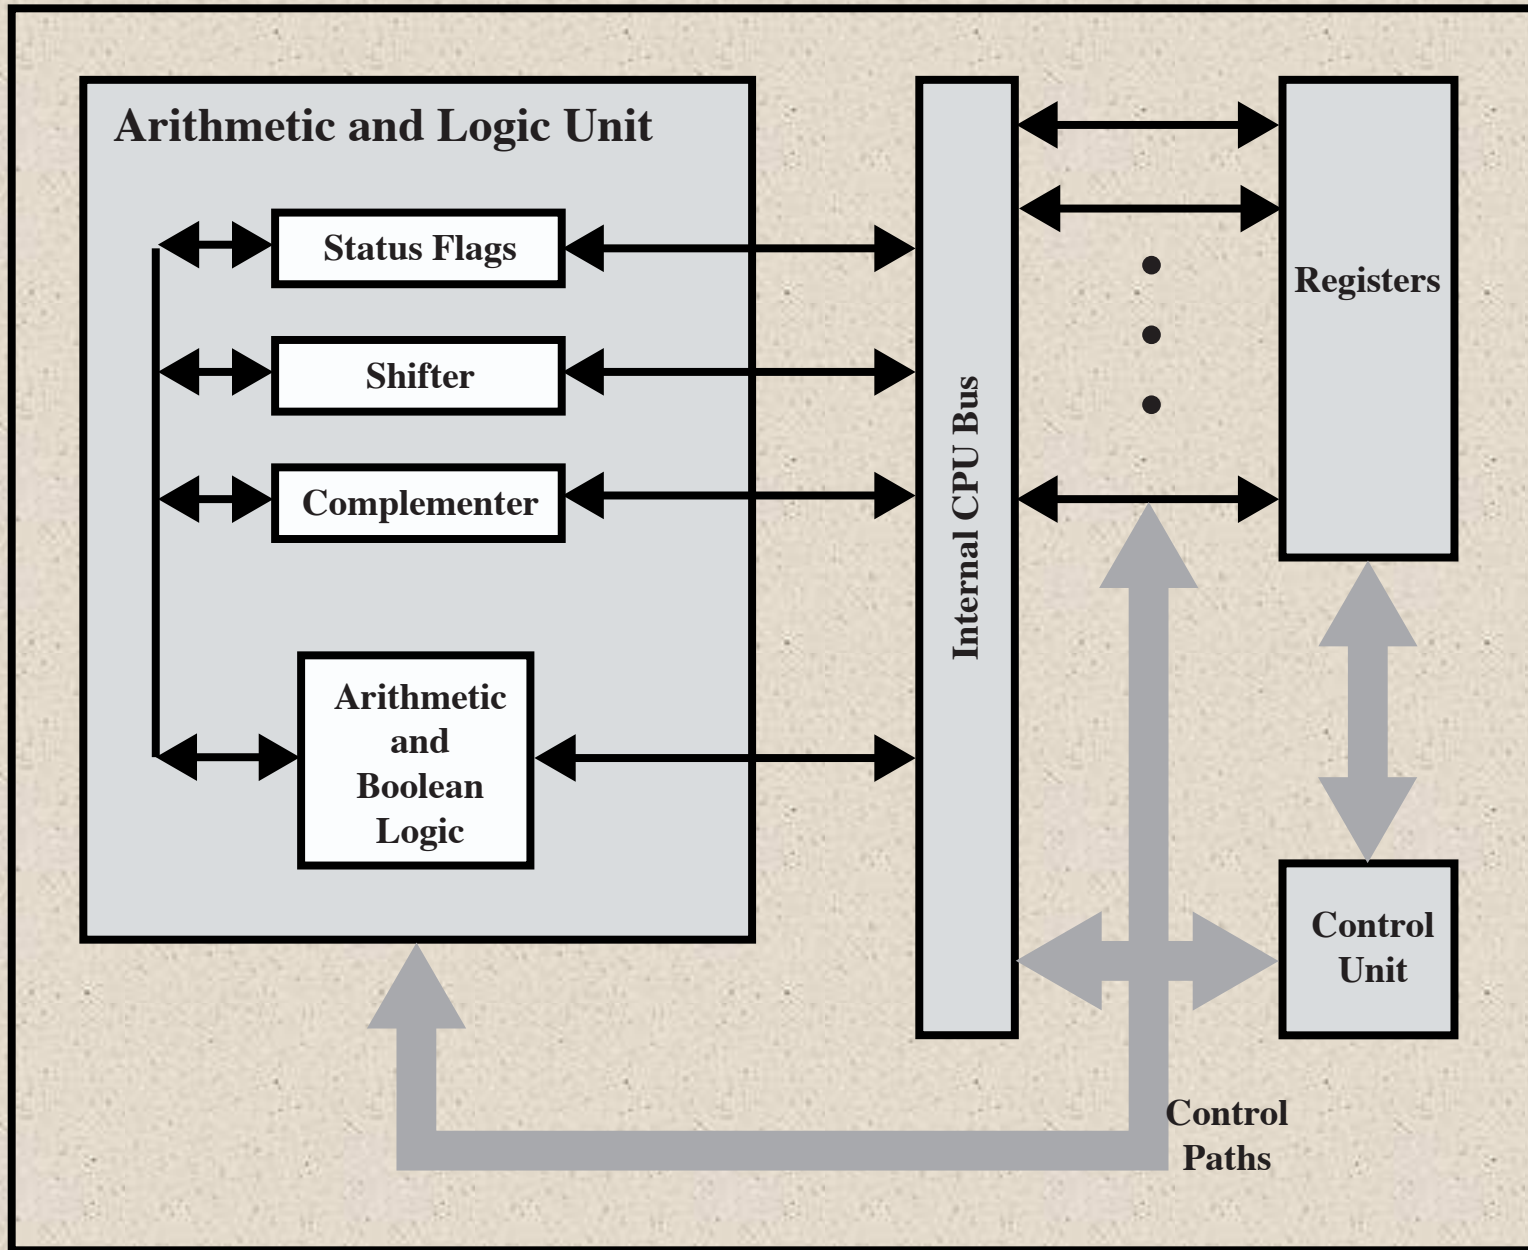 Arithmetic and Logic Unit
Status Flags
Shifter
Complementer
Arithmetic
and
Boolean
Logic
Internal CPU Bus
Registers
Control
Unit
Control
Paths